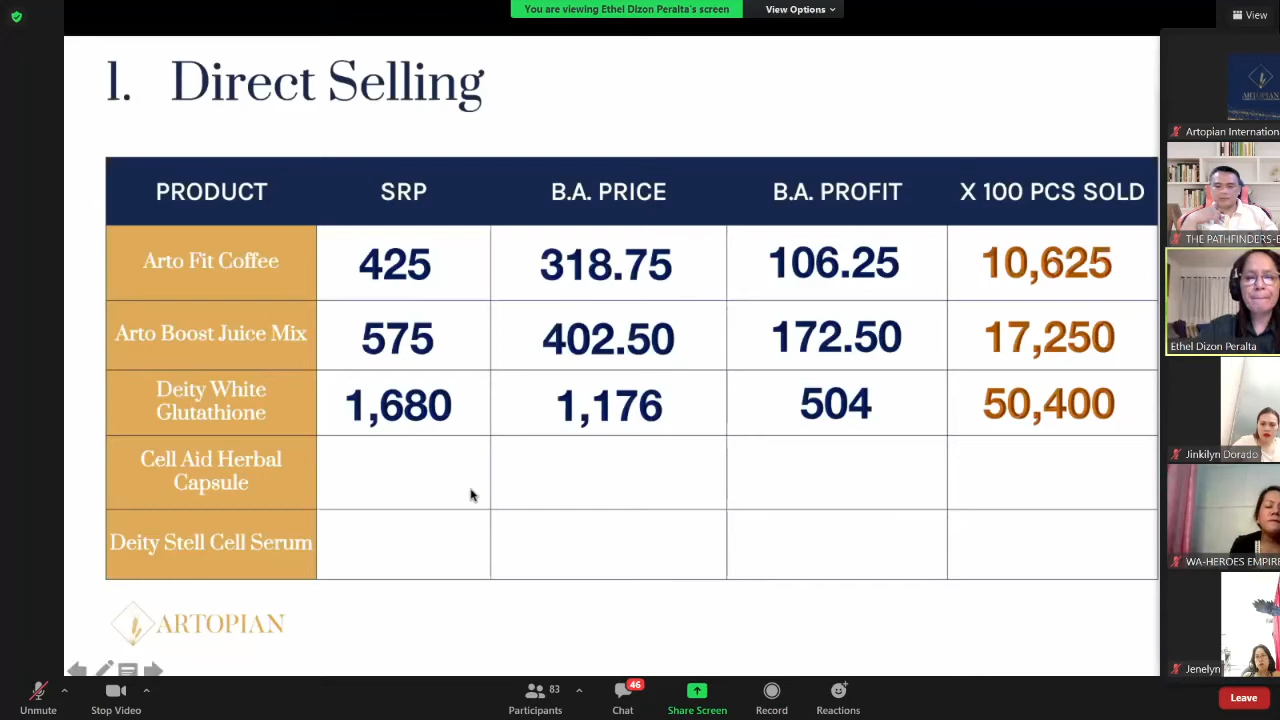 You are viewing Ethel Dizon Peralta's screen
View Options
View
1. Direct Selling
PRODUCT SRP B.A. PRICE B.A. PROFIT X 100 PCS SOLD
Arto Fit Coffee 425 318.75 106.25 10,625
Arto Boost Juice Mix 575 402.50 172.50 17,250
Deity White
Glutathione 1,680 1,176 504 50,400
Cell Aid Herbal
Capsule
Deity Stell Cell Serum
ARTOPIAN
ARTOPIAN
Artopian Internation
THE PATHFINDERS-E
Ethel Dizon Peralta
Jinkilyn Dorado
WA-HEROES EMPIRE
Jenelyn
Unmute
Stop Video
83
Participants
46
Chat
Share Screen
Record
Reactions
Leave